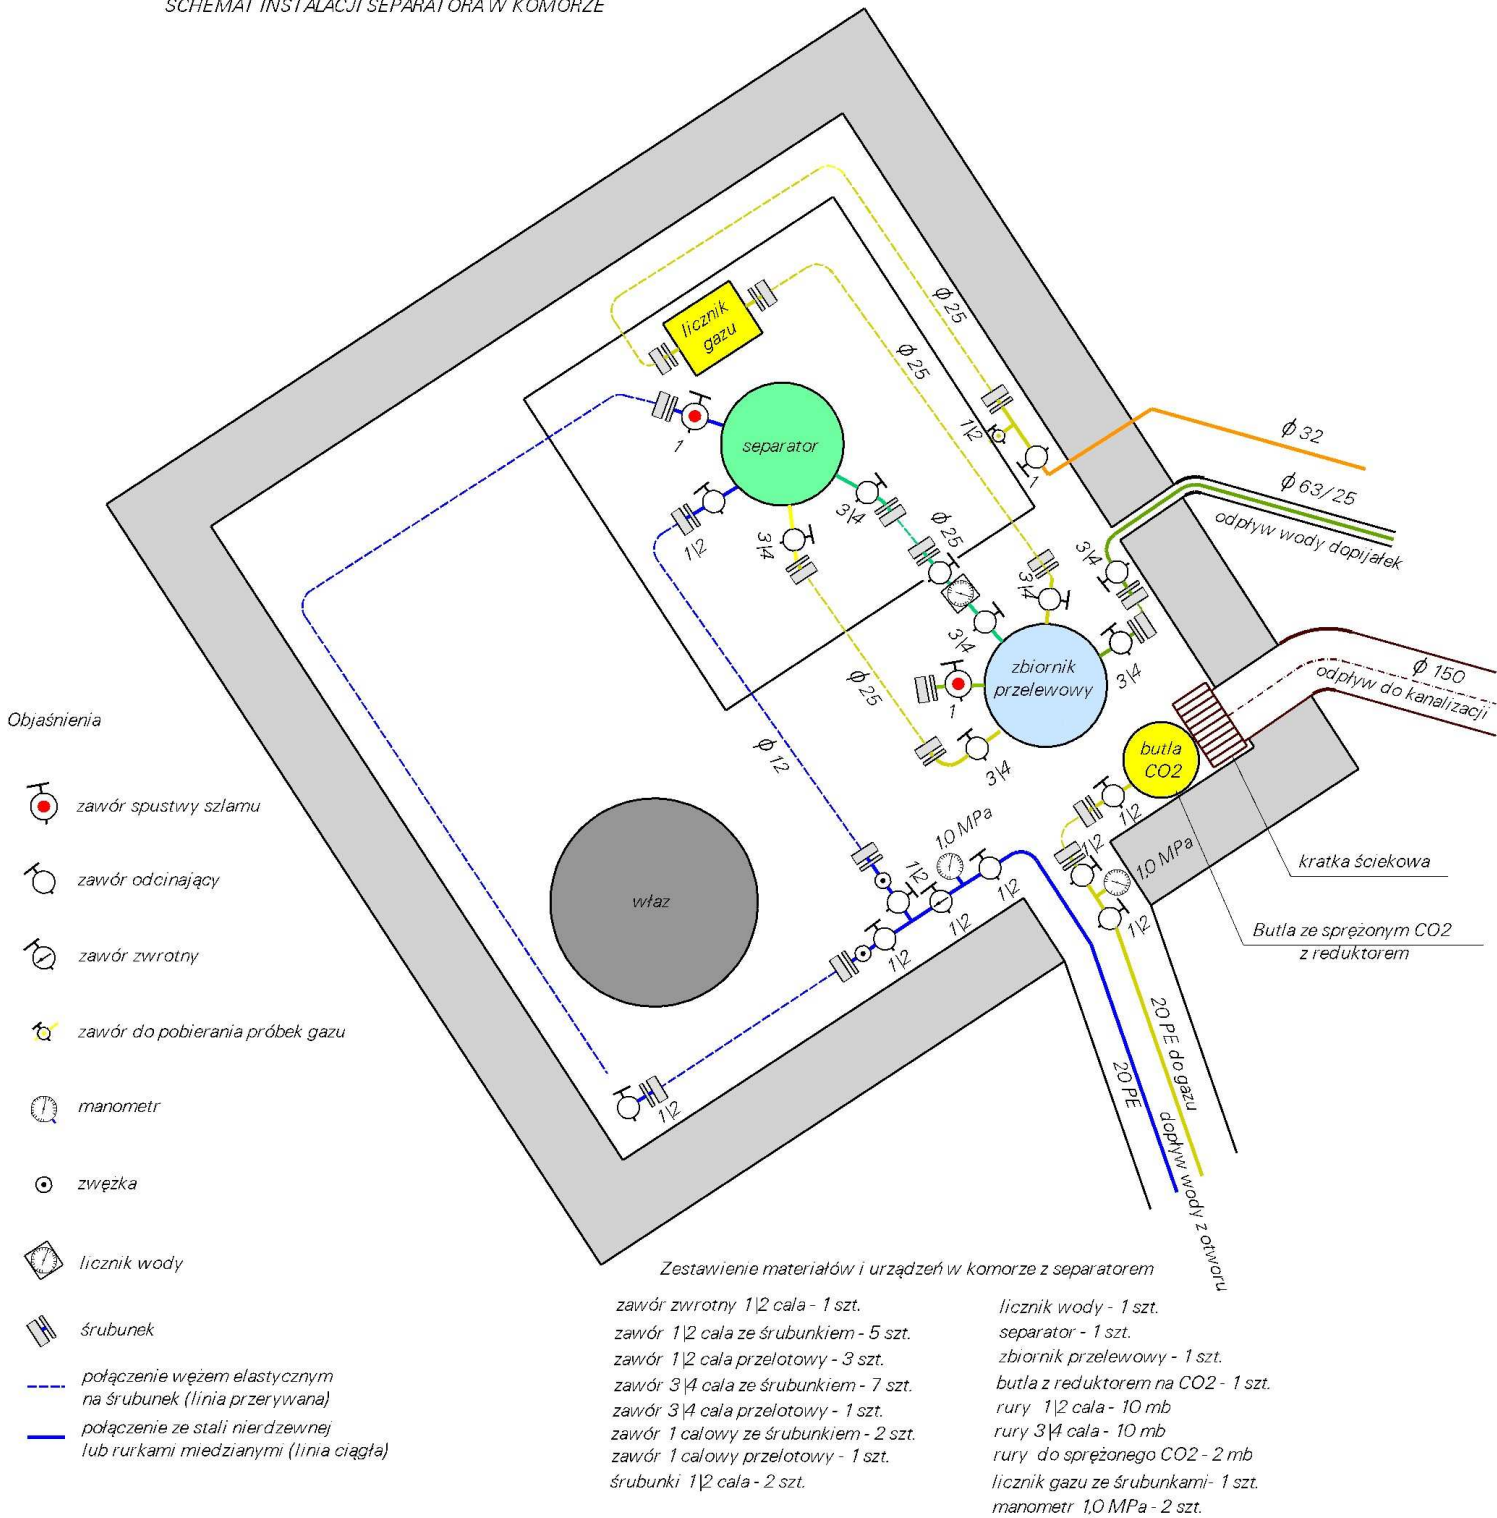 SCHEMAT INSTALACJI SEPARATORA W KOMORZE
licznik
gazu
ϕ 25
ϕ 25
1|2
1
ϕ 32
ϕ 63/25
odpływ wody dopijałek
1
separator
1|2
3|4
3|4
ϕ 25
3|4
3|4
3|4
zbiornik
przelewowy
3|4
1
ϕ 150
odpływ do kanalizacji
ϕ 25
3|4
ϕ 12
butla
CO2
1|2
1|2
1,0 MPa
1,0 MPa
1|2
kratka ściekowa
Butla ze sprężonym CO2
z reduktorem
właz
1|2
1|2
1|2
1|2
1|2
20 PE do gazu
20 PE
dopływ wody z otworu
Objaśnienia
zawór spustwy szlamu
zawór odcinający
zawór zwrotny
zawór do pobierania próbek gazu
manometr
zwężka
licznik wody
śrubunek
połączenie wężem elastycznym
na śrubunek (linia przerywana)
połączenie ze stali nierdzewnej
lub rurkami miedzianymi (linia ciągła)
Zestawienie materiałów i urządzeń w komorze z separatorem
zawór zwrotny 1|2 cala - 1 szt.
zawór 1|2 cala ze śrubunkiem - 5 szt.
zawór 1|2 cala przelotowy - 3 szt.
zawór 3|4 cala ze śrubunkiem - 7 szt.
zawór 3|4 cala przelotowy - 1 szt.
zawór 1 calowy ze śrubunkiem - 2 szt.
zawór 1 calowy przelotowy - 1 szt.
śrubunki 1|2 cala - 2 szt.
licznik wody - 1 szt.
separator - 1 szt.
zbiornik przelewowy - 1 szt.
butla z reduktorem na CO2 - 1 szt.
rury 1|2 cala - 10 mb
rury 3|4 cala - 10 mb
rury do sprężonego CO2 - 2 mb
licznik gazu ze śrubunkami- 1 szt.
manometr 1,0 MPa - 2 szt.